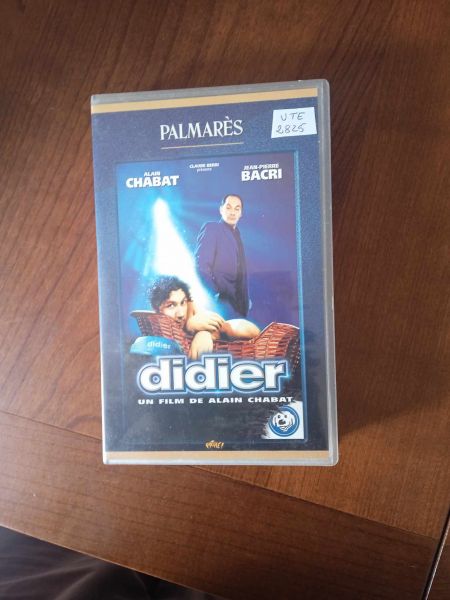 PALMARÈS
VTE
2825
CLAUDE BERRI
présente
ALAIN
CHABAT
JEAN-PIERRE
BACRI
didier
didier
UN FILM DE ALAIN CHABAT